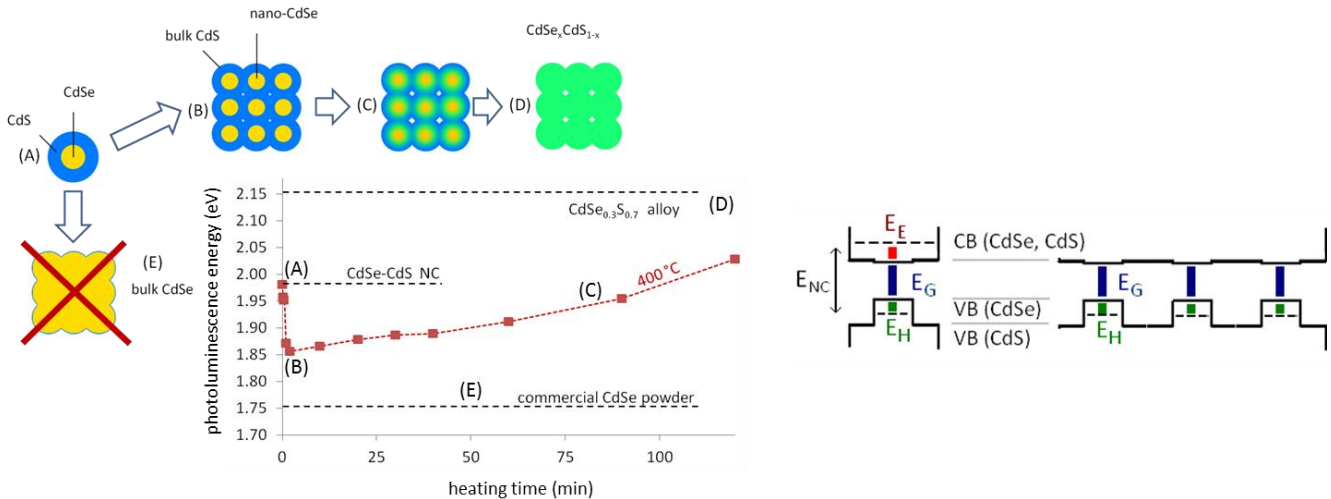 nano-CdSe
bulk CdS
CdSeₓCdS₁₋ₓ
CdSe
CdS
(A)
(B)
(C)
(D)
(E)
bulk CdSe
photoluminescence energy (eV)
2.15
2.10
2.05
2.00
1.95
1.90
1.85
1.80
1.75
1.70
0
25
50
75
100
heating time (min)
CdSe₀.₃S₀.₇ alloy
(D)
(A)
CdSe-CdS NC
400°C
(C)
(B)
(E)
commercial CdSe powder
E_E
CB (CdSe, CdS)
E_NC
E_G
E_G
VB (CdSe)
E_H
E_H
VB (CdS)